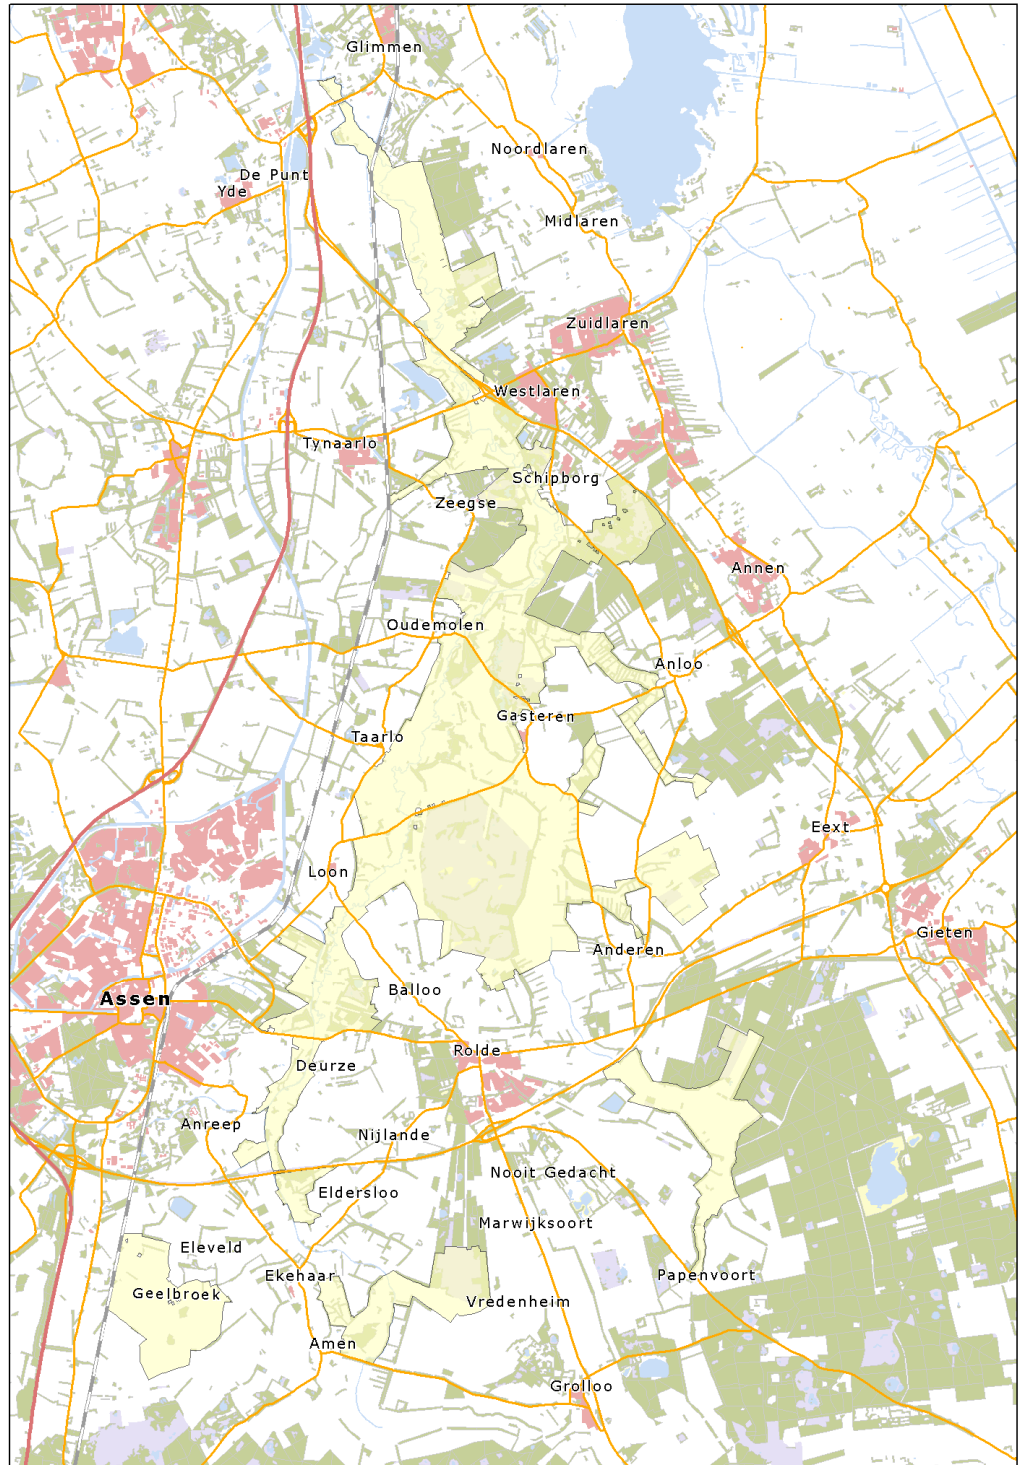 Glimmen
Noordlaren
De Punt
Yde
Midlaren
Zuidlaren
Westlaren
Tynaarlo
Schipborg
Zeegse
Annen
Oudemolen
Anloo
Gasteren
Taarlo
Eext
Loon
Gieten
Anderen
Balloo
Assen
Rolde
Deurze
Anreep
Nijlande
Nooit Gedacht
Eldersloo
Marwijksoort
Eleveld
Ekehaar
Papenvoort
Geelbroek
Vredenheim
Amen
Grolloo